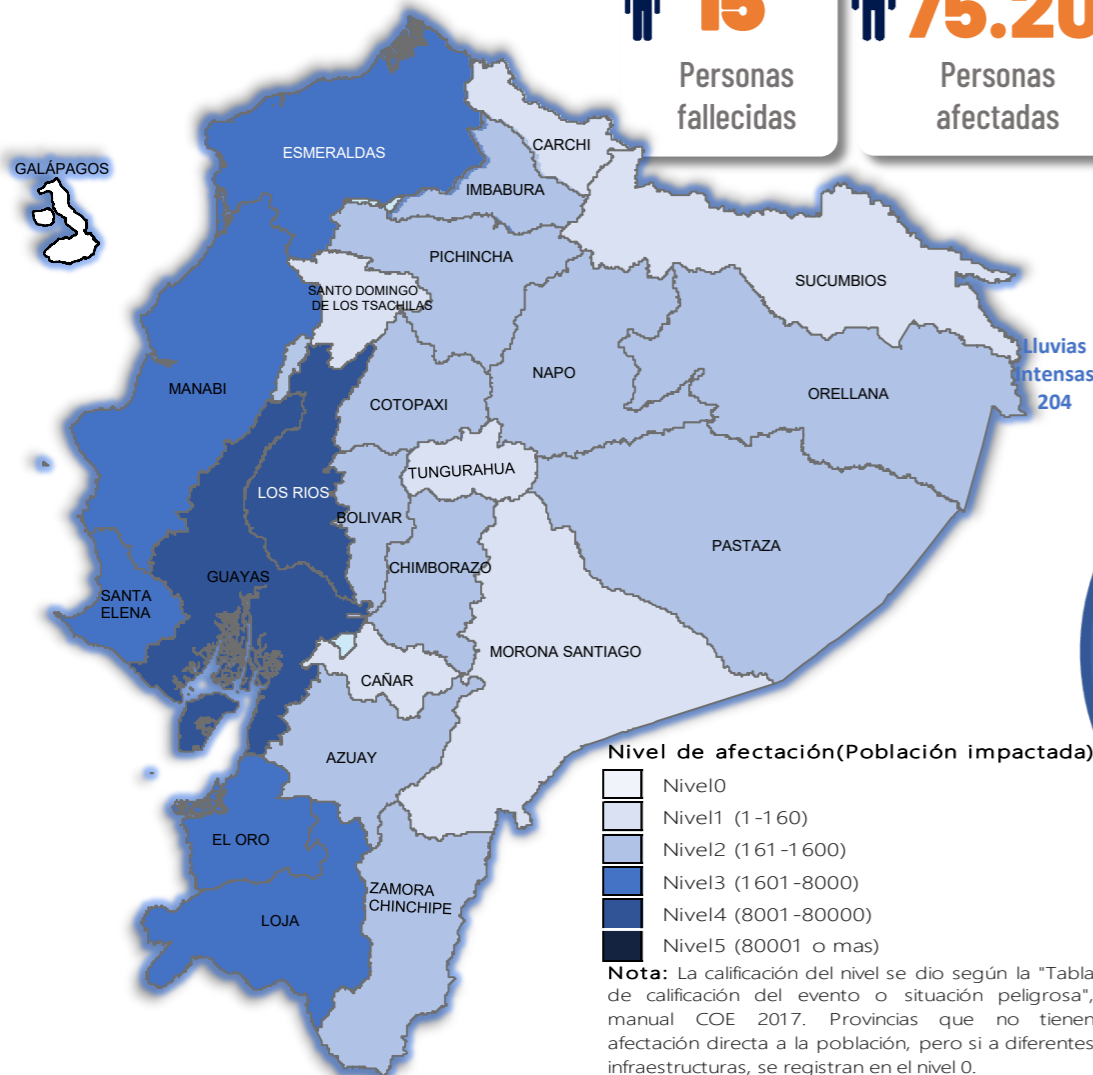 15
75.20
Personas
fallecidas
Personas
afectadas
ESMERALDAS
CARCHI
GALÁPAGOS
IMBABURA
PICHINCHA
SUCUMBIOS
SANTO DOMINGO
DE LOS TSACHILAS
Lluvias
Intensas
204
NAPO
MANABI
ORELLANA
COTOPAXI
TUNGURAHUA
LOS RIOS
BOLIVAR
PASTAZA
CHIMBORAZO
GUAYAS
SANTA
ELENA
MORONA SANTIAGO
CAÑAR
AZUAY
EL ORO
ZAMORA
CHINCHIPE
LOJA
Nivel de afectación(Población impactada)
Nivel0
Nivel1 (1-160)
Nivel2 (161-1600)
Nivel3 (1601-8000)
Nivel4 (8001-80000)
Nivel5 (80001 o mas)
Nota: La calificación del nivel se dio según la "Tabla
de calificación del evento o situación peligrosa",
manual COE 2017. Provincias que no tienen
afectación directa a la población, pero si a diferentes
infraestructuras, se registran en el nivel 0.